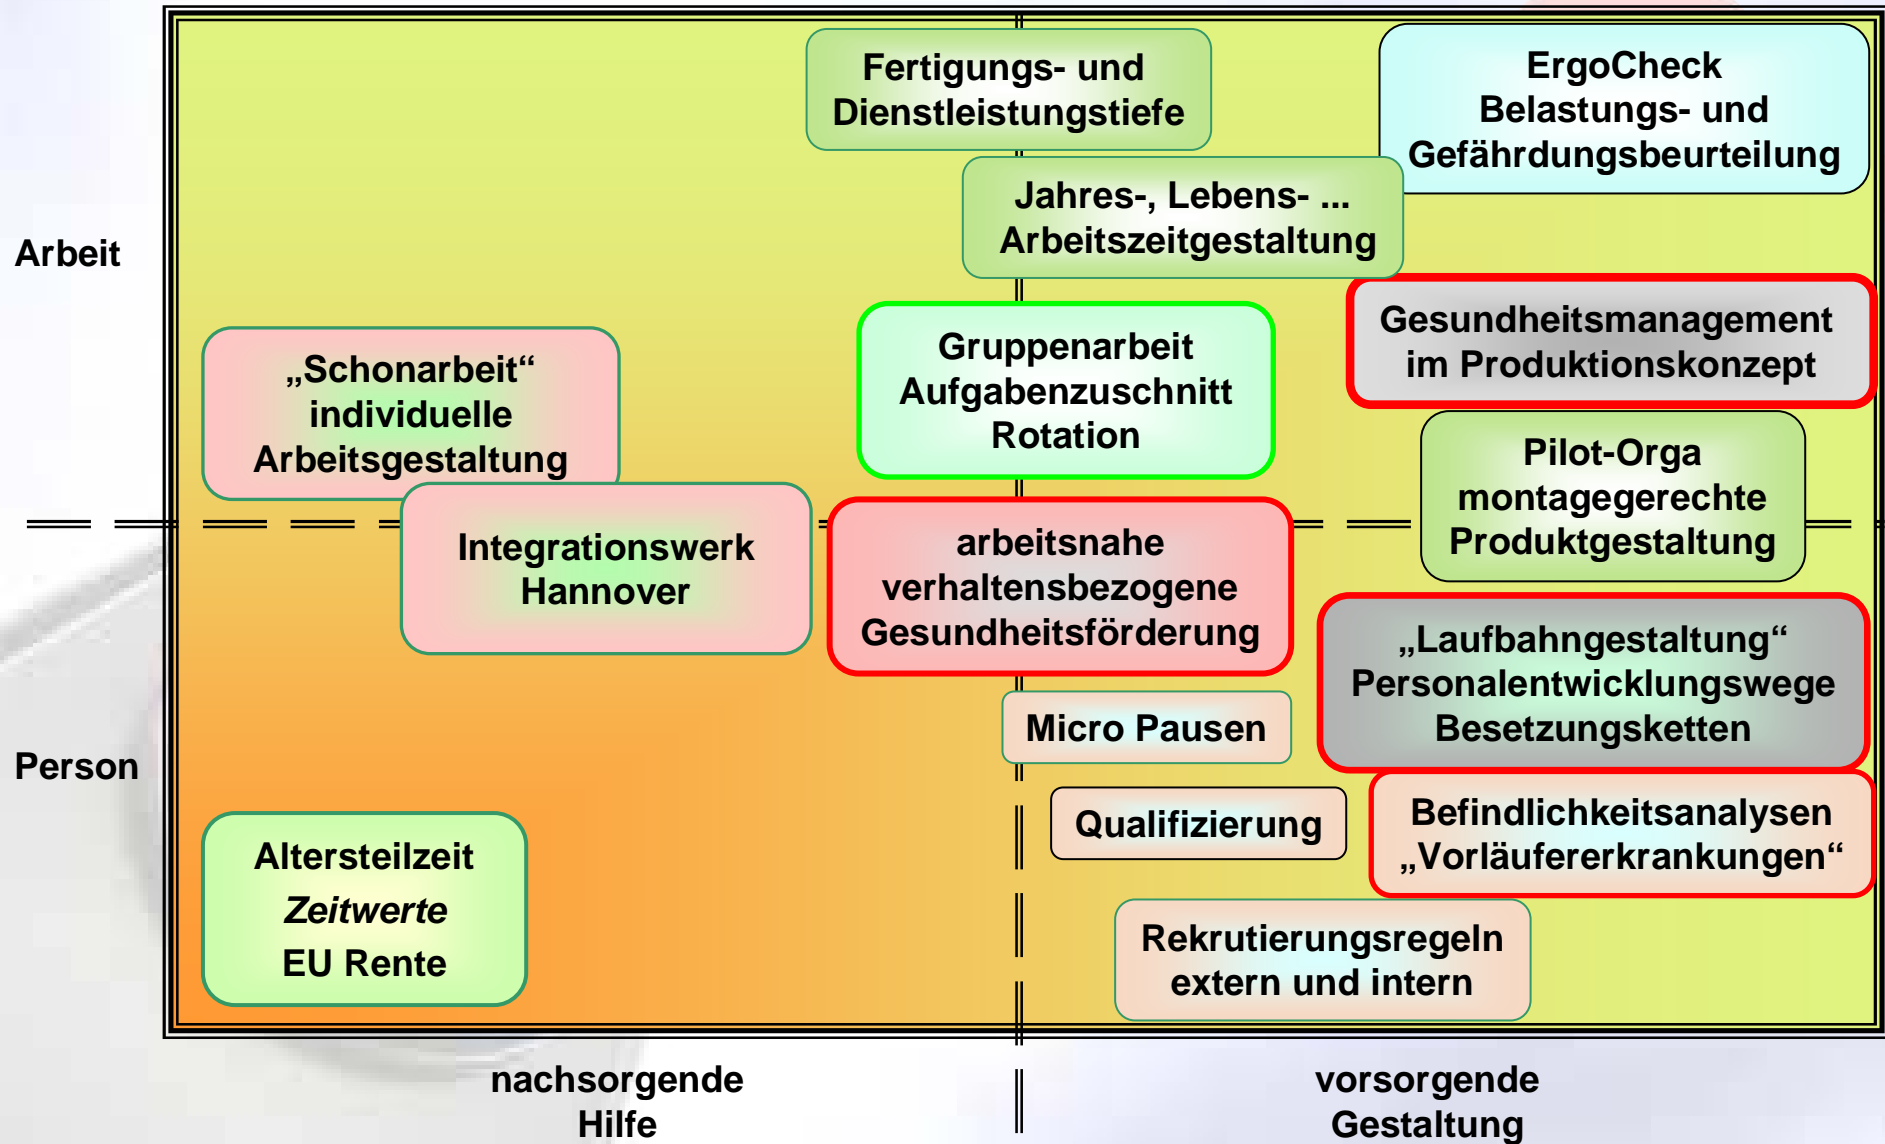 Fertigungs- und
Dienstleistungstiefe
ErgoCheck
Belastungs- und
Gefährdungsbeurteilung
Jahres-, Lebens- ...
Arbeitszeitgestaltung
Arbeit
Gesundheitsmanagement
im Produktionskonzept
„Schonarbeit“
individuelle
Arbeitsgestaltung
Gruppenarbeit
Aufgabenzuschnitt
Rotation
Pilot-Orga
montagegerechte
Produktgestaltung
Integrationswerk
Hannover
arbeitsnahe
verhaltensbezogene
Gesundheitsförderung
„Laufbahngestaltung“
Personalentwicklungswege
Besetzungsketten
Micro Pausen
Person
Qualifizierung
Befindlichkeitsanalysen
„Vorläufererkrankungen“
Altersteilzeit
Zeitwerte
EU Rente
Rekrutierungsregeln
extern und intern
nachsorgende
Hilfe
vorsorgende
Gestaltung